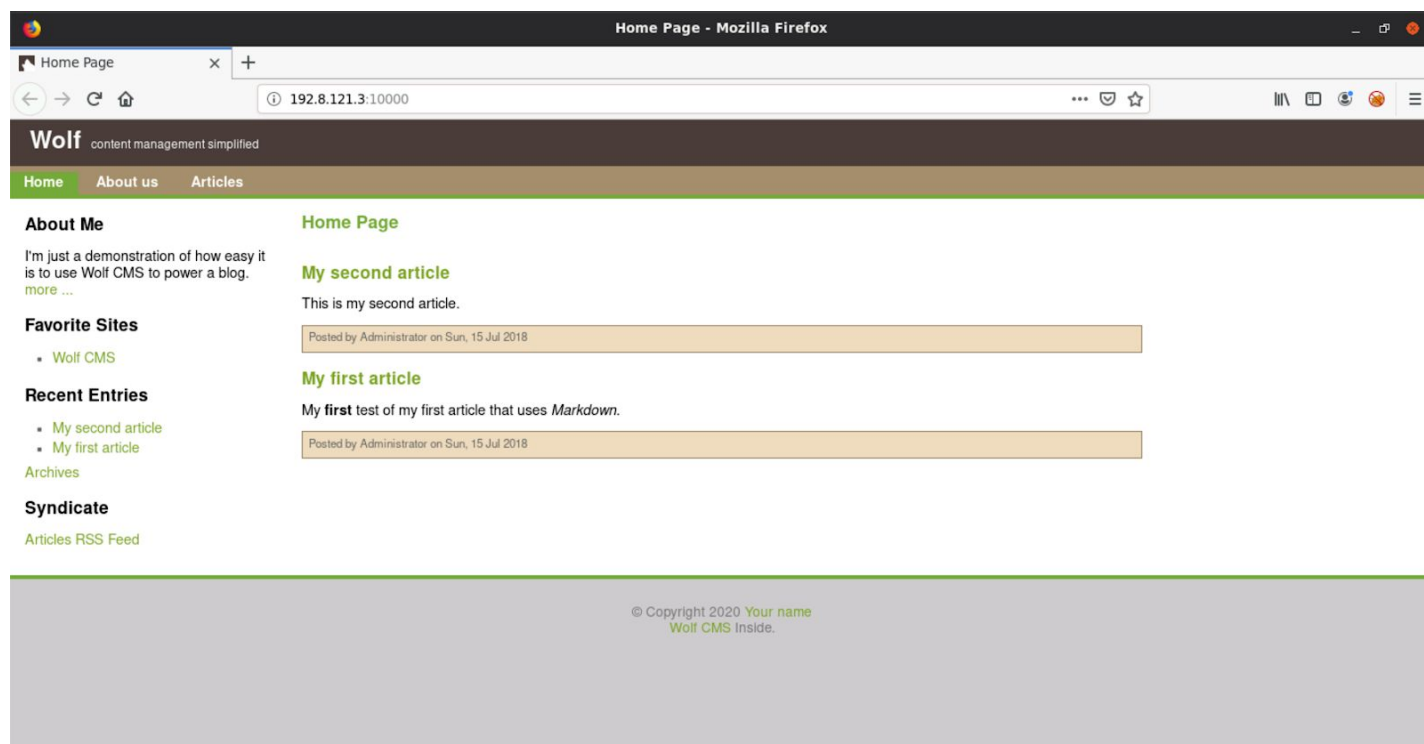 Home Page - Mozilla Firefox
Home Page
192.8.121.3:10000
Wolf content management simplified
Home About us Articles
About Me
I'm just a demonstration of how easy it
is to use Wolf CMS to power a blog.
more ...
Favorite Sites
Wolf CMS
Recent Entries
My second article
My first article
Archives
Syndicate
Articles RSS Feed
Home Page
My second article
This is my second article.
Posted by Administrator on Sun, 15 Jul 2018
My first article
My first test of my first article that uses Markdown.
Posted by Administrator on Sun, 15 Jul 2018
© Copyright 2020 Your name
Wolf CMS Inside.